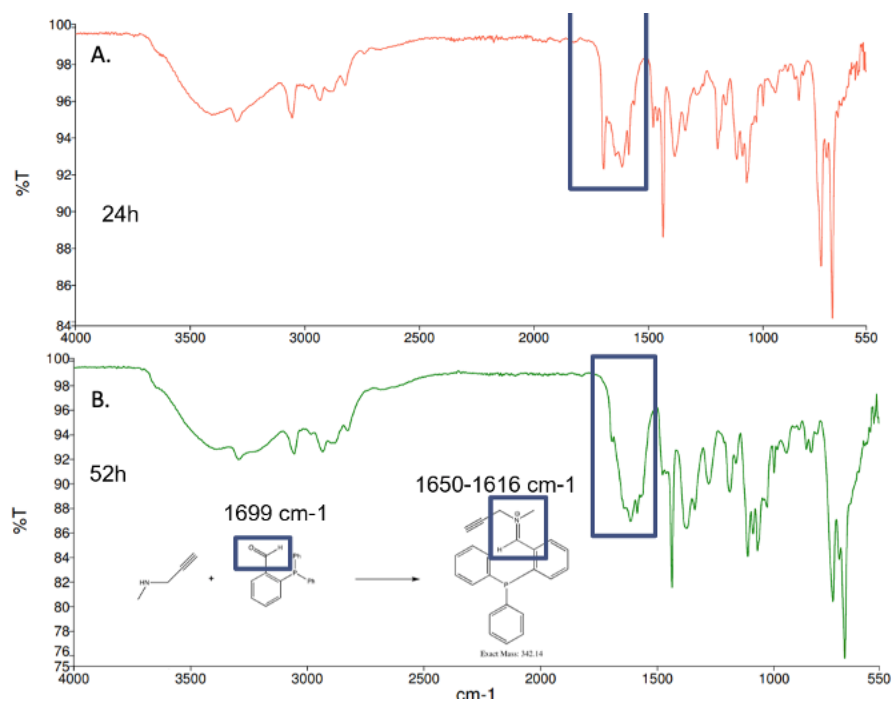 100
A.
98
96
94
92
%T
90
24h
88
86
84
4000 3500 3000 2500 2000 1500 1000 550
100
B.
98
96
94
92
52h
90
1650-1616 cm-1
88
1699 cm-1
%T
86
84
82
80
78
76
75
O
H
Ph
P
Ph
HN
+
N
H
P
Exact Mass: 342.14
4000 3500 3000 2500 2000 1500 1000 550
cm-1